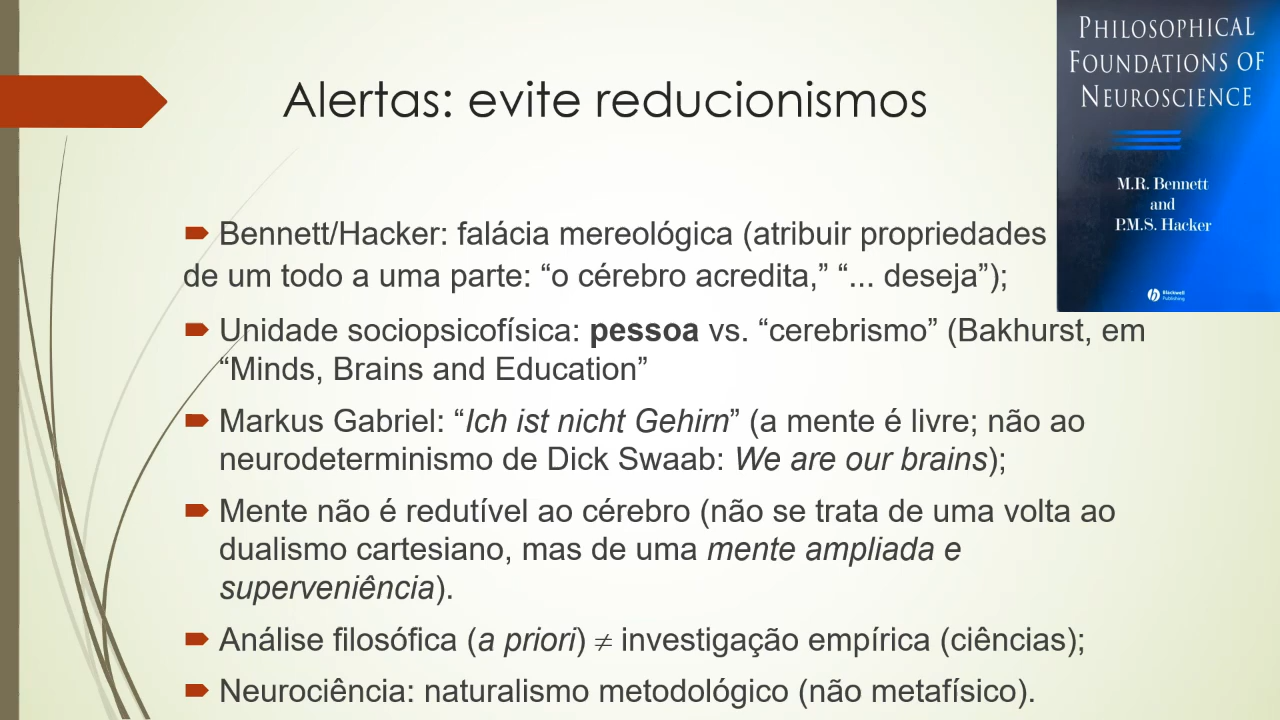 Alertas: evite reducionismos
PHILOSOPHICAL
FOUNDATIONS OF
NEUROSCIENCE
M.R. Bennett
and
P.M.S. Hacker
Blackwell
Publishing
Bennett/Hacker: falácia mereológica (atribuir propriedades
de um todo a uma parte: “o cérebro acredita,” “... deseja”);
Unidade sociopsicofísica: pessoa vs. “cerebrismo” (Bakhurst, em
“Minds, Brains and Education”
Markus Gabriel: “Ich ist nicht Gehirn” (a mente é livre; não ao
neurodeterminismo de Dick Swaab: We are our brains);
Mente não é redutível ao cérebro (não se trata de uma volta ao
dualismo cartesiano, mas de uma mente ampliada e
superveniência).
Análise filosófica (a priori) ≠ investigação empírica (ciências);
Neurociência: naturalismo metodológico (não metafísico).